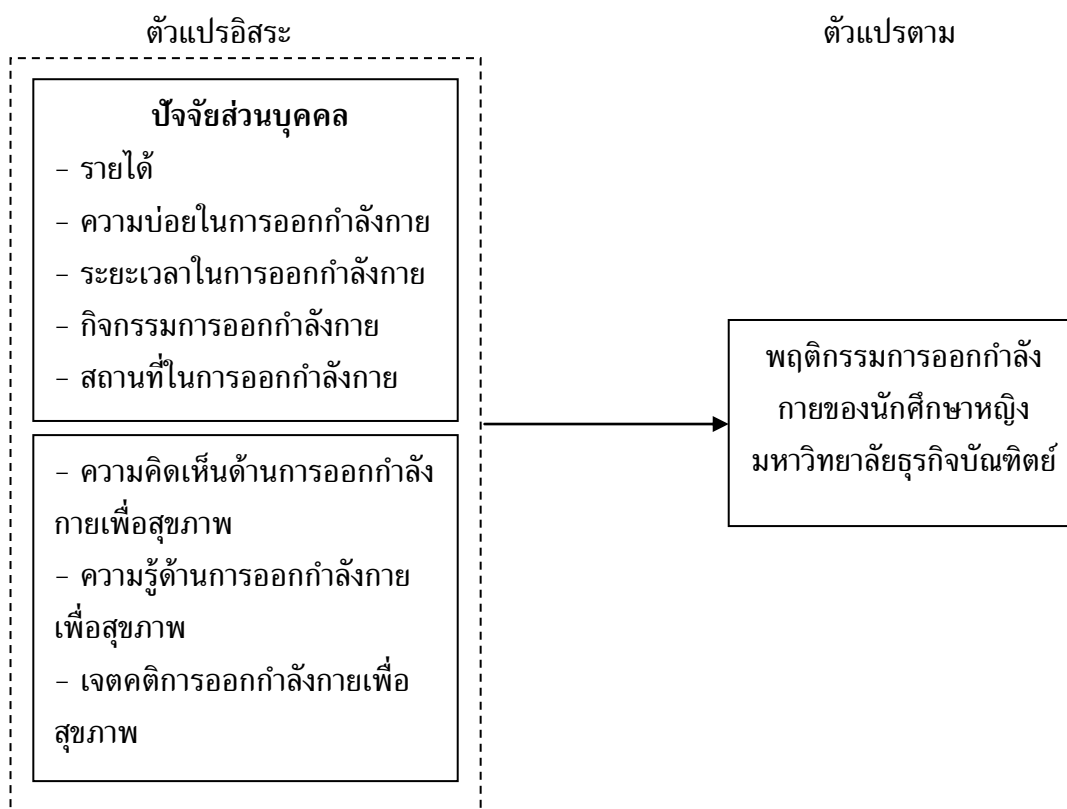 ตัวแปรอิสระ
ตัวแปรตาม
ปัจจัยส่วนบุคคล
– รายได้
– ความบ่อยในการออกกำลังกาย
– ระยะเวลาในการออกกำลังกาย
– กิจกรรมการออกกำลังกาย
– สถานที่ในการออกกำลังกาย
– ความคิดเห็นด้านการออกกำลัง
กายเพื่อสุขภาพ
– ความรู้ด้านการออกกำลังกาย
เพื่อสุขภาพ
– เจตคติการออกกำลังกายเพื่อ
สุขภาพ
พฤติกรรมการออกกำลัง
กายของนักศึกษาหญิง
มหาวิทยาลัยธุรกิจบัณฑิตย์